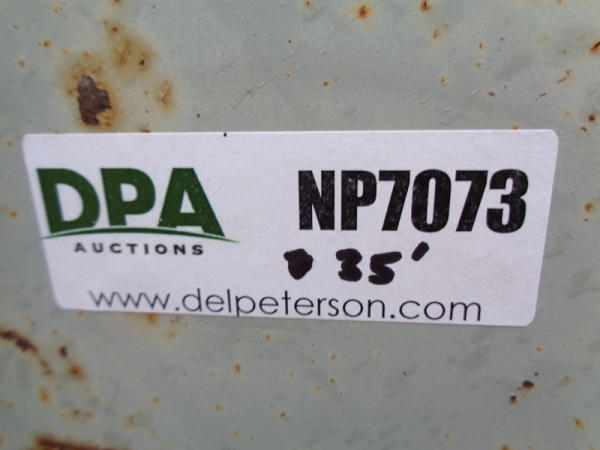 DPA
AUCTIONS
NP7073
35'
www.delpeterson.com